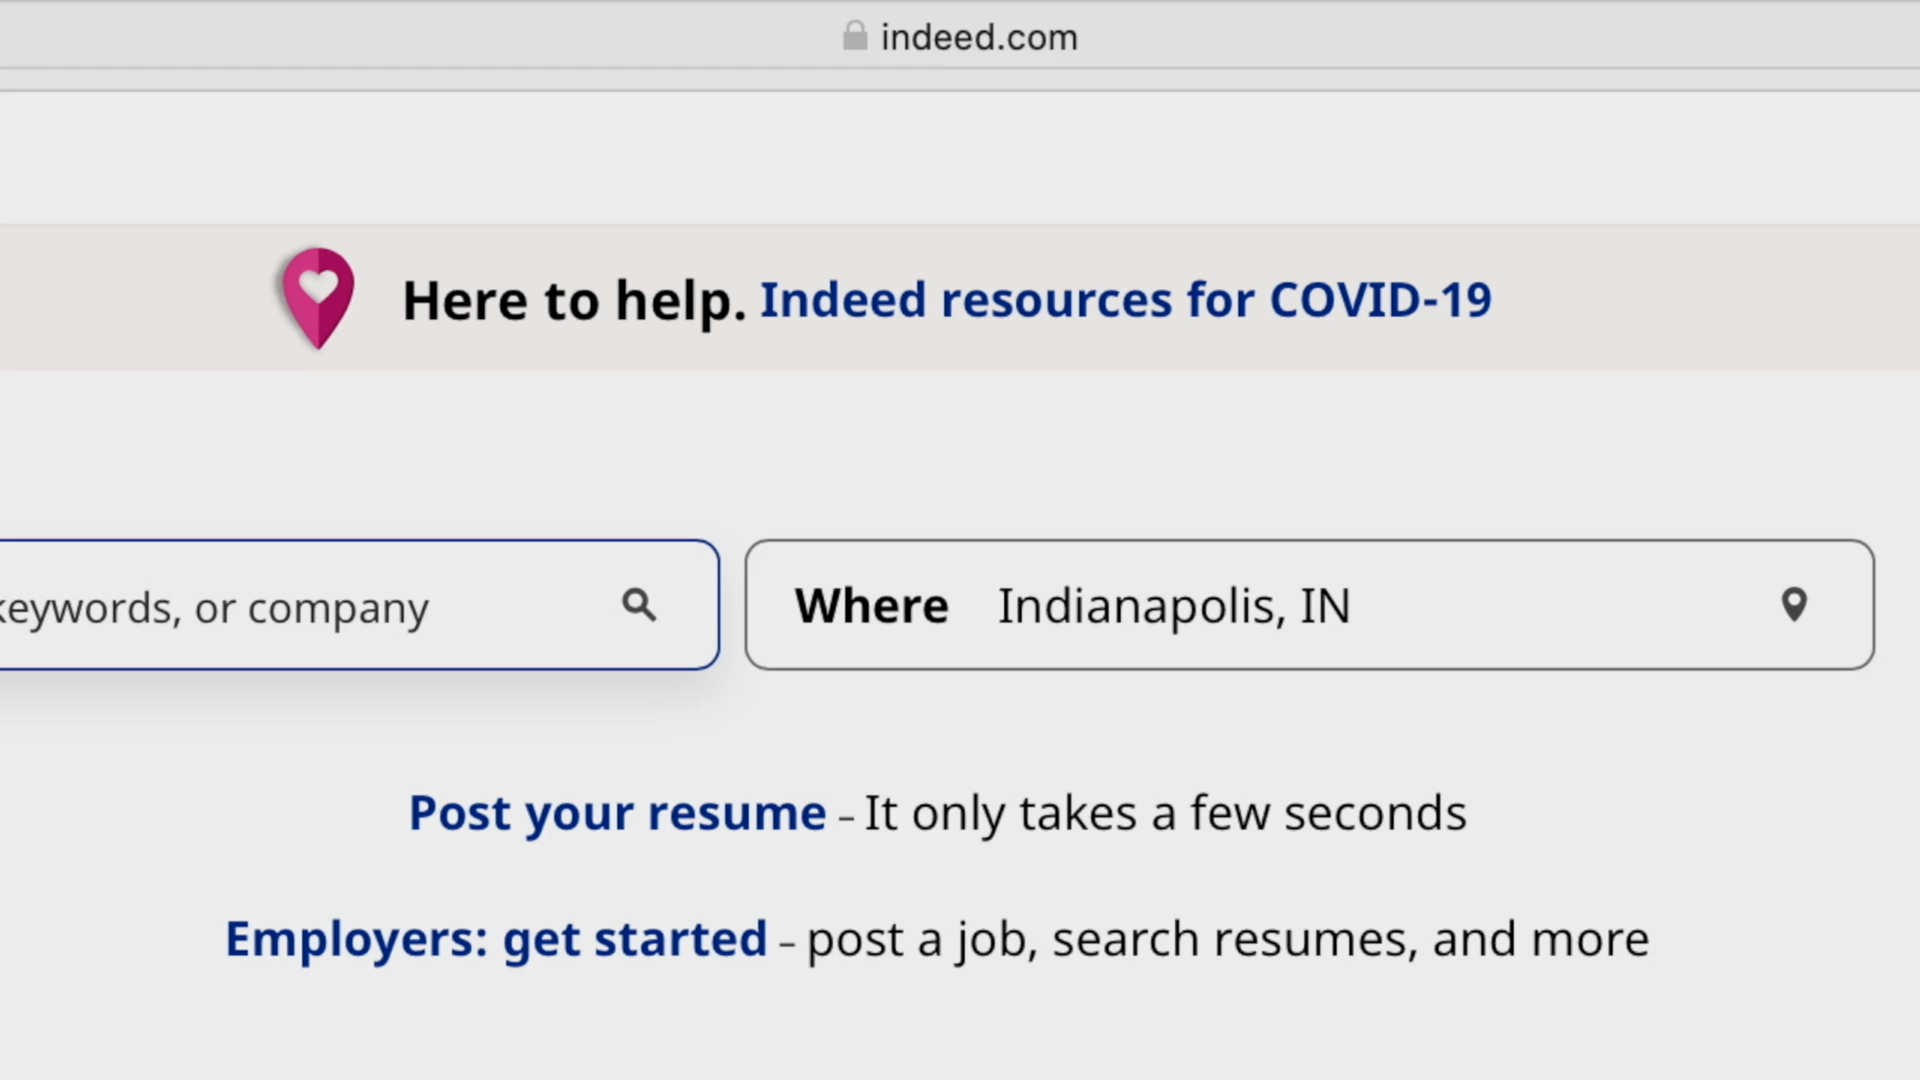 indeed.com
Here to help. Indeed resources for COVID-19
keywords, or company
Where Indianapolis, IN
Post your resume - It only takes a few seconds
Employers: get started - post a job, search resumes, and more